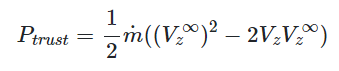 $P_{trust} = \frac{1}{2}\dot{m}((V_z^\infty)^2 - 2V_zV_z^\infty)$